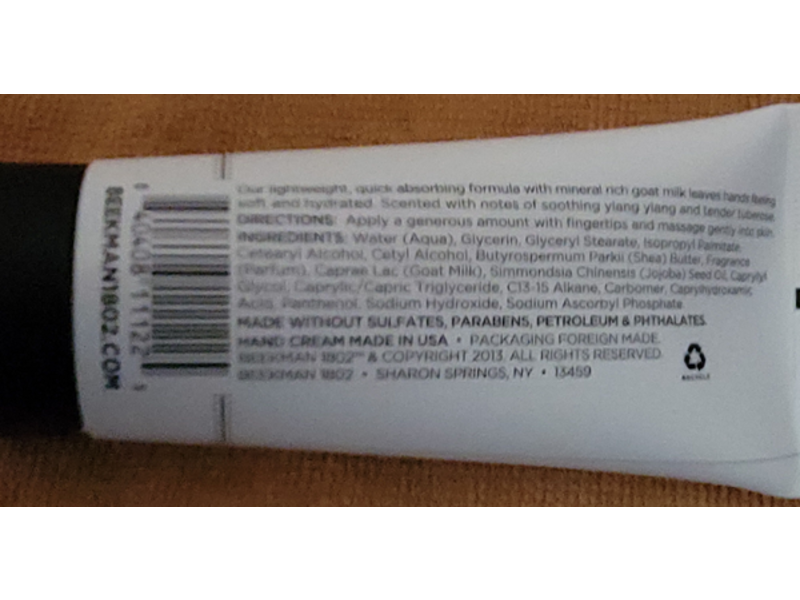 Our lightweight, quick absorbing formula with mineral rich goat milk leaves hands feeling
soft and hydrated. Scented with notes of soothing ylang ylang and tender tuberose.
DIRECTIONS: Apply a generous amount with fingertips and massage gently into skin.
INGREDIENTS: Water (Aqua), Glycerin, Glyceryl Stearate, Isopropyl Palmitate,
Cetearyl Alcohol, Cetyl Alcohol, Butyrospermum Parkii (Shea) Butter, Fragrance
(Parfum), Caprae Lac (Goat Milk), Simmondsia Chinensis (Jojoba) Seed Oil, Caprylyl
Glycol, Caprylic/Capric Triglyceride, C13-15 Alkane, Carbomer, Caprylhydroxamic
Acid, Panthenol, Sodium Hydroxide, Sodium Ascorbyl Phosphate.
MADE WITHOUT SULFATES, PARABENS, PETROLEUM & PHTHALATES.
HAND CREAM MADE IN USA • PACKAGING FOREIGN MADE.
BEEKMAN 1802™ & COPYRIGHT 2013. ALL RIGHTS RESERVED.
BEEKMAN 1802 • SHARON SPRINGS, NY • 13459
RECYCLE
0 40408 11122 5
BEEKMAN1802.COM